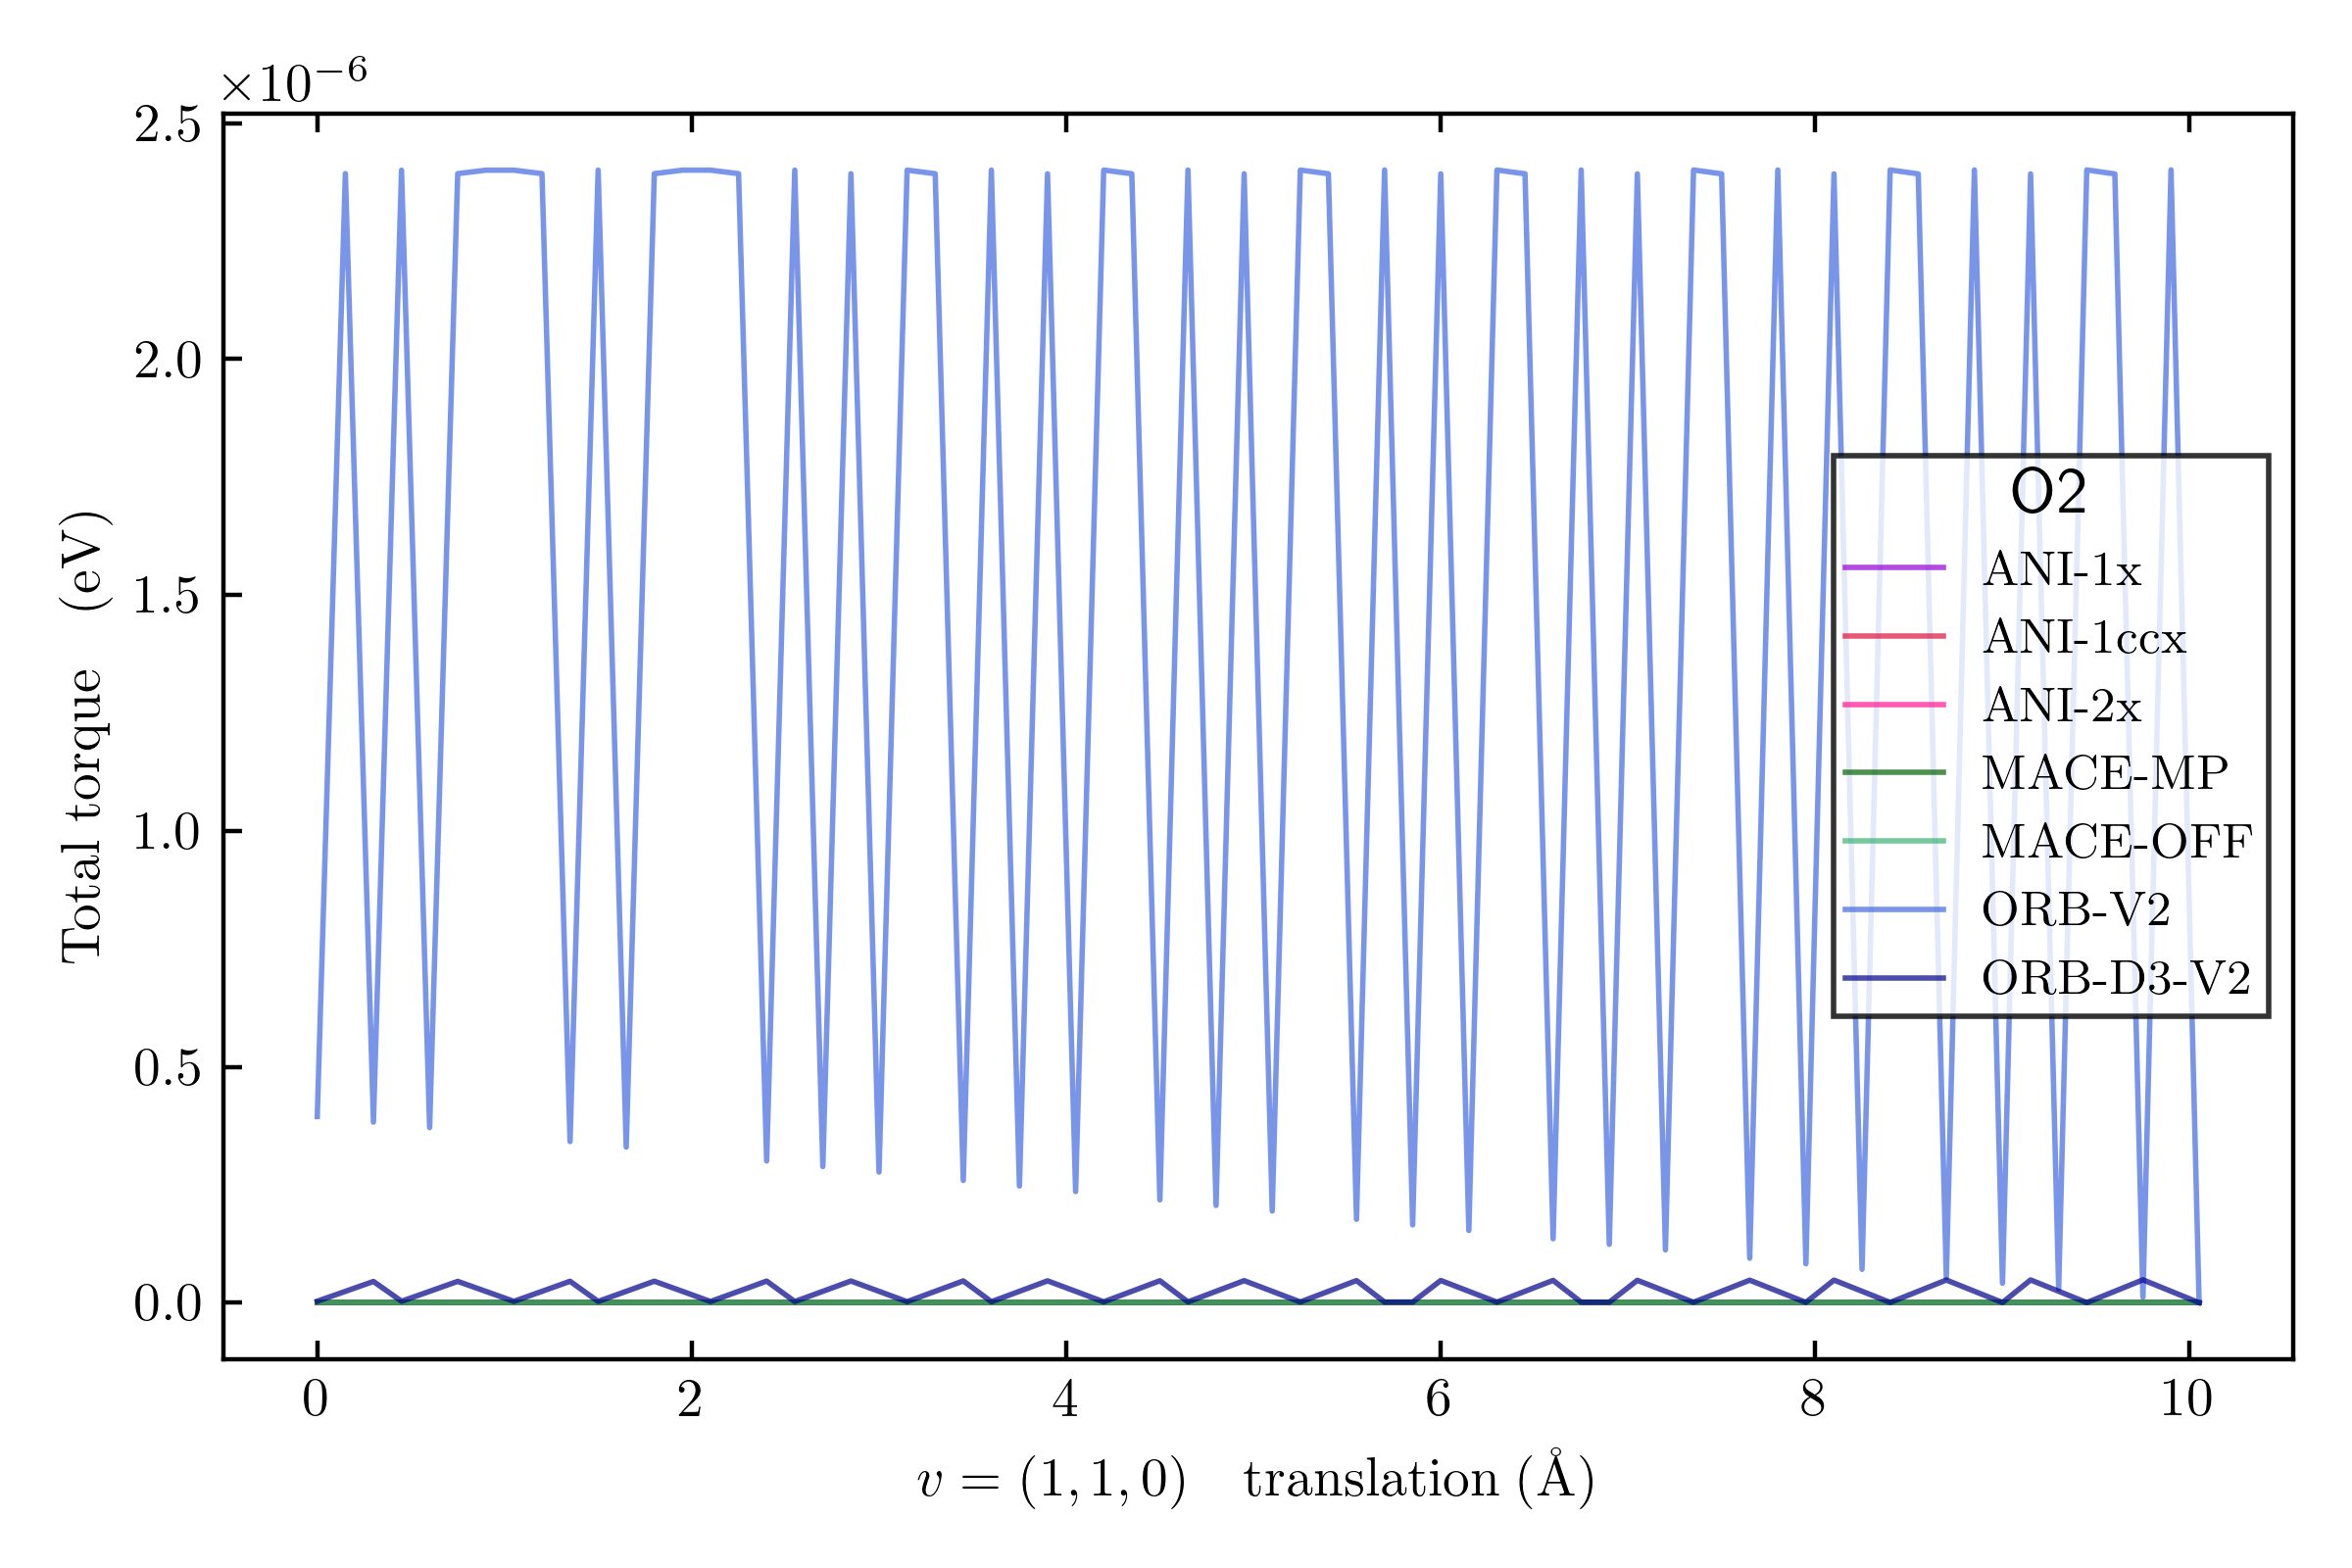 ×10⁻⁶
2.5
2.0
1.5
1.0
0.5
0.0
Total torque (eV)
O2
ANI-1x
ANI-1ccx
ANI-2x
MACE-MP
MACE-OFF
ORB-V2
ORB-D3-V2
0 2 4 6 8 10
v = (1, 1, 0) translation (Å)